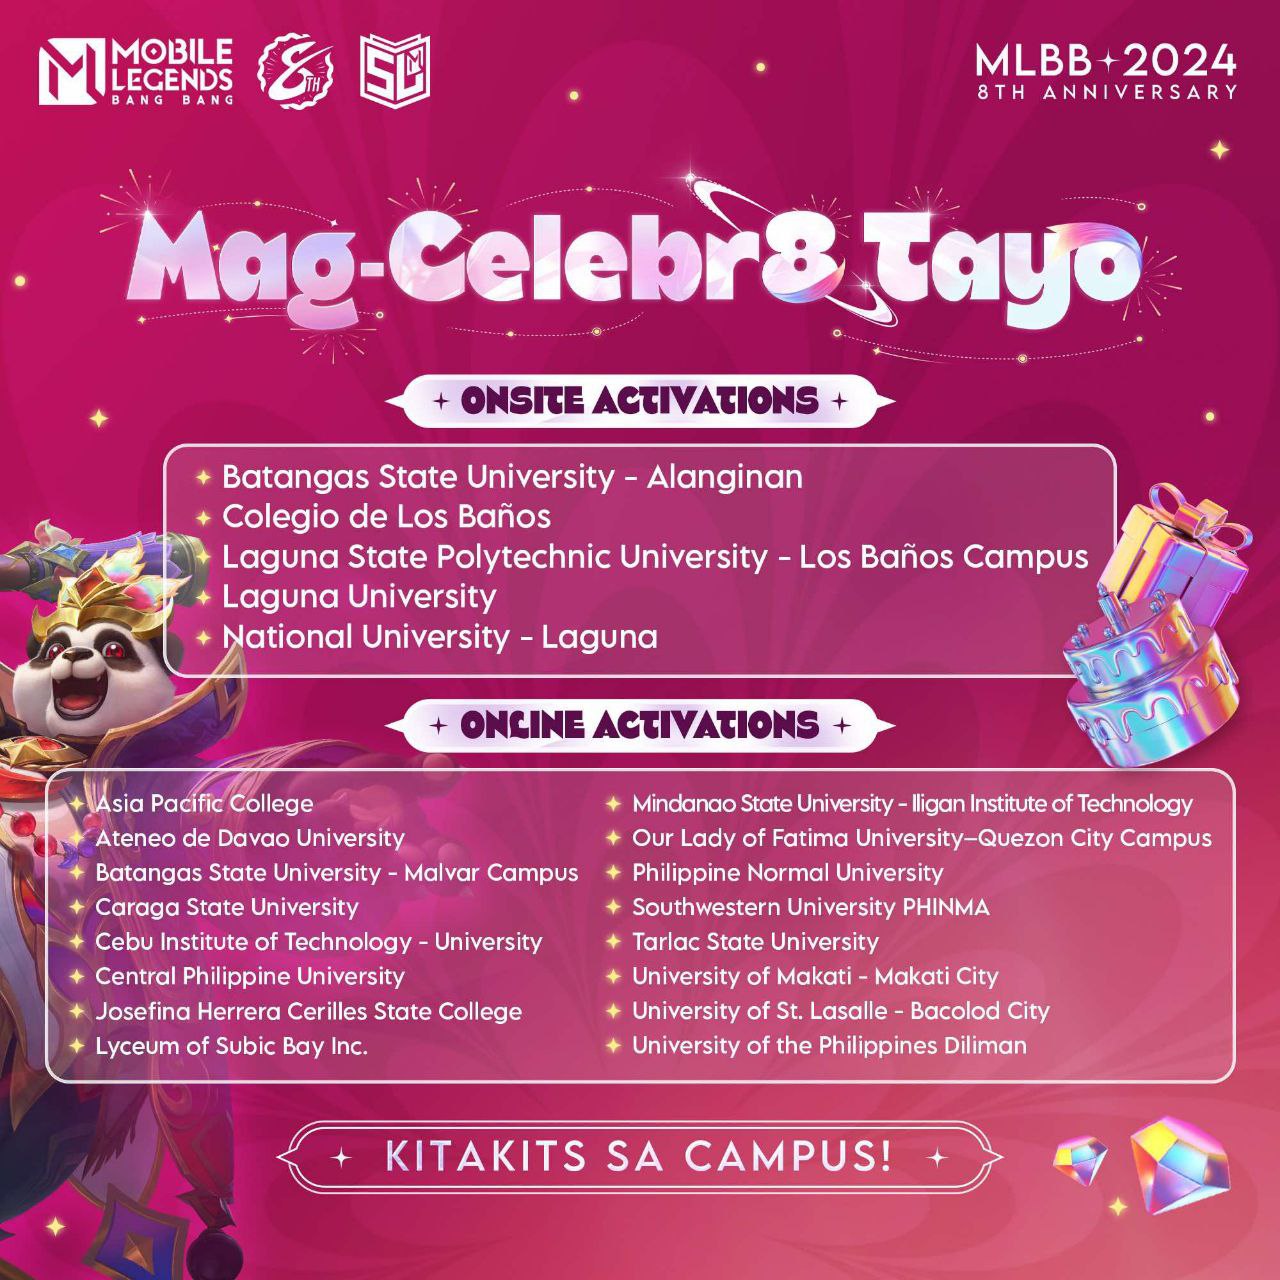 MOBILE
LEGENDS
BANG BANG
8TH
SL
M
MLBB 2024
8TH ANNIVERSARY
Mag-Celebr8 Tayo
ONSITE ACTIVATIONS
Batangas State University - Alanginan
Colegio de Los Baños
Laguna State Polytechnic University - Los Baños Campus
Laguna University
National University - Laguna
ONLINE ACTIVATIONS
Asia Pacific College
Ateneo de Davao University
Batangas State University - Malvar Campus
Caraga State University
Cebu Institute of Technology - University
Central Philippine University
Josefina Herrera Cerilles State College
Lyceum of Subic Bay Inc.
Mindanao State University - Iligan Institute of Technology
Our Lady of Fatima University–Quezon City Campus
Philippine Normal University
Southwestern University PHINMA
Tarlac State University
University of Makati - Makati City
University of St. Lasalle - Bacolod City
University of the Philippines Diliman
KITAKITS SA CAMPUS!